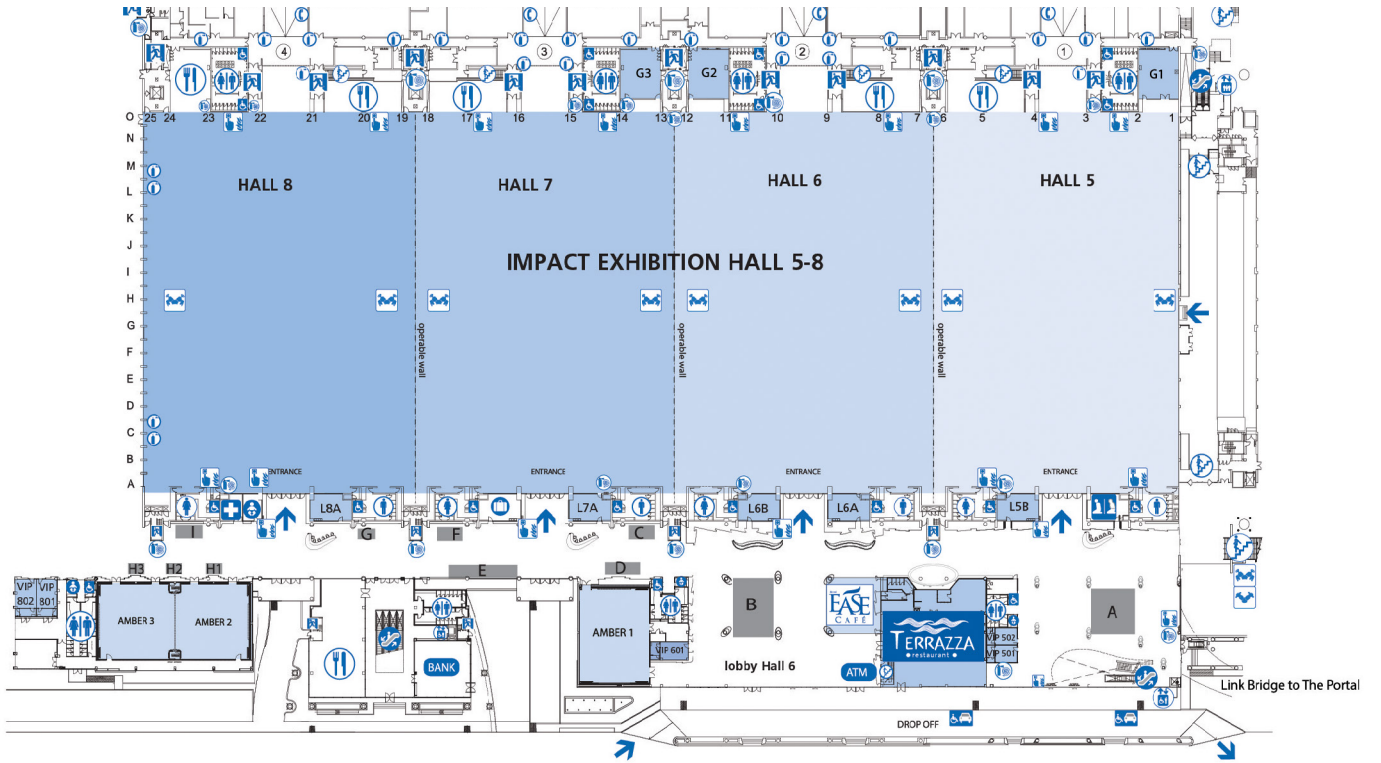 4
3
2
1
G3
G2
G1
O
25
24
23
22
21
20
19
18
17
16
15
14
13
12
11
10
9
8
7
6
5
4
3
2
1
N
M
L
K
J
I
H
G
F
E
D
C
B
A
HALL 8
HALL 7
HALL 6
HALL 5
IMPACT EXHIBITION HALL 5-8
operable wall
operable wall
operable wall
ENTRANCE
ENTRANCE
ENTRANCE
ENTRANCE
L8A
L7A
L6B
L6A
L5B
I
G
F
C
H3
H2
H1
E
D
B
A
VIP
802
VIP
801
AMBER 3
AMBER 2
BANK
AMBER 1
VIP 601
lobby Hall 6
EASE
CAFÉ
TERRAZZA
restaurant
ATM
VIP 502
VIP 501
Link Bridge to The Portal
DROP OFF